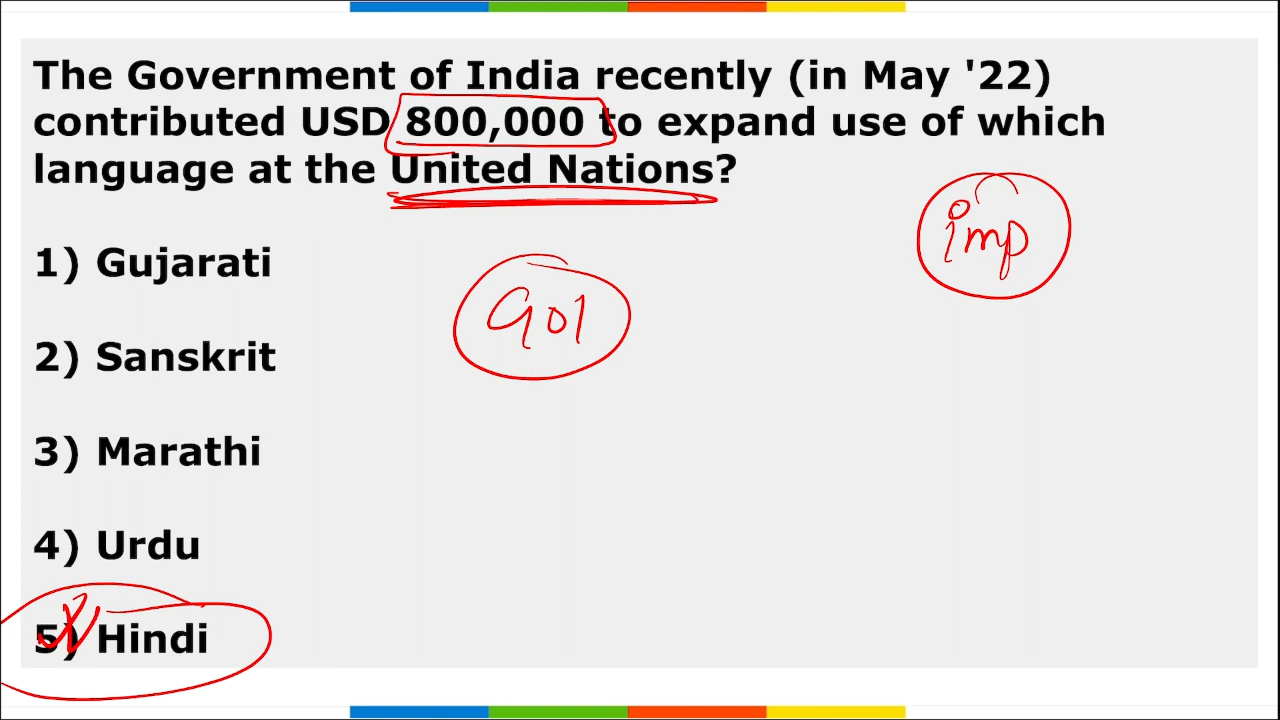 The Government of India recently (in May '22)
contributed USD 800,000 to expand use of which
language at the United Nations?
imp
1) Gujarati
GOI
2) Sanskrit
3) Marathi
4) Urdu
5) Hindi